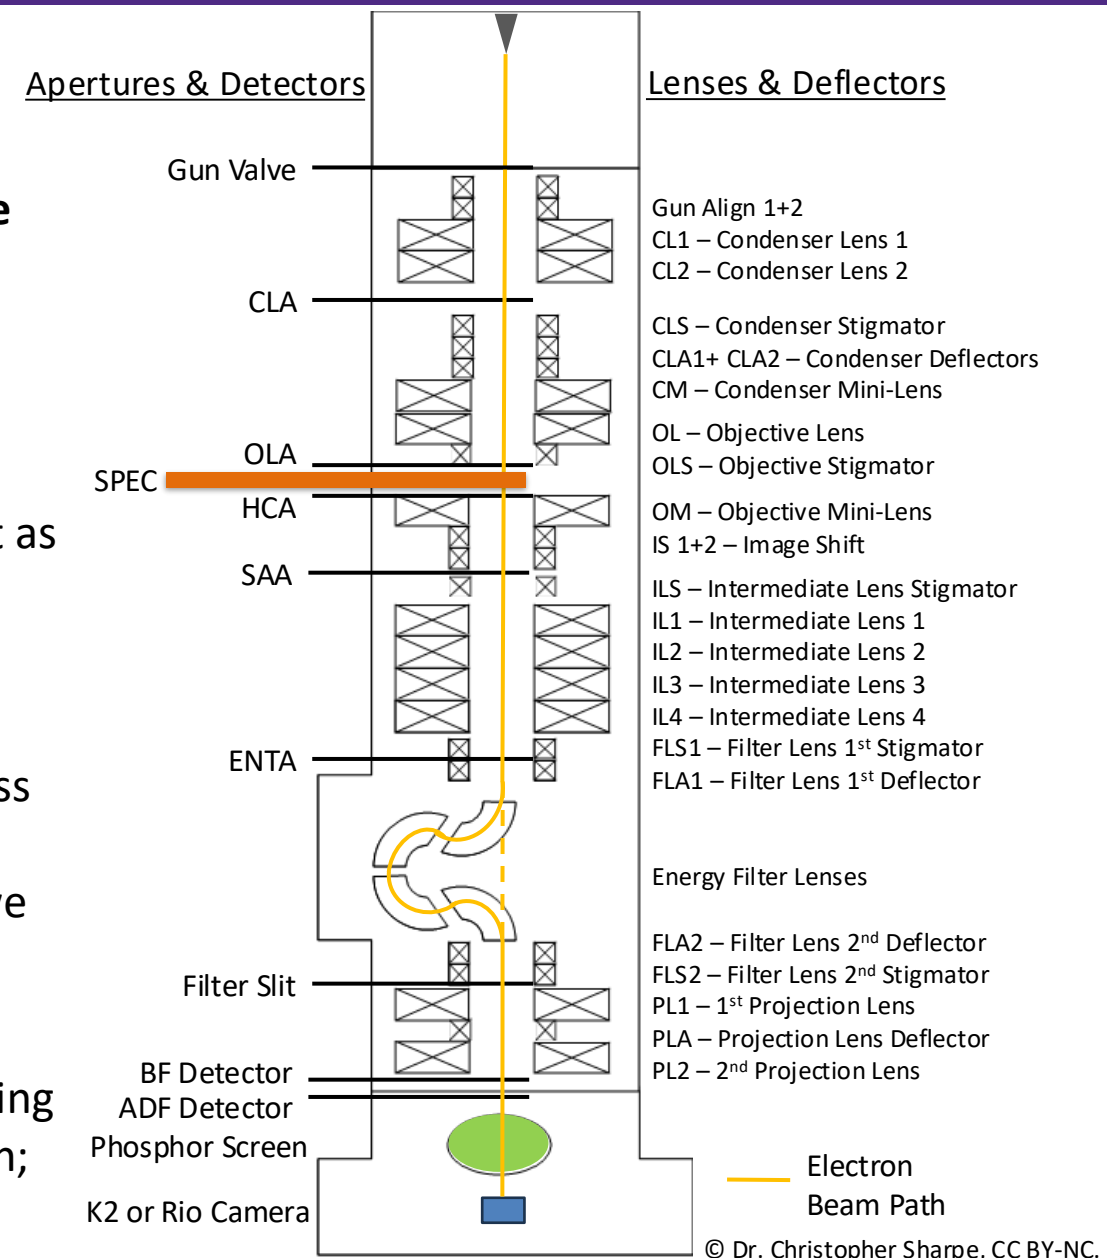 Apertures & Detectors
Lenses & Deflectors
Gun Valve
e
Gun Align 1+2
CL1 – Condenser Lens 1
CL2 – Condenser Lens 2
CLA
CLS – Condenser Stigmator
CLA1+ CLA2 – Condenser Deflectors
CM – Condenser Mini-Lens
OL – Objective Lens
OLA
OLS – Objective Stigmator
SPEC
HCA
OM – Objective Mini-Lens
t as
IS 1+2 – Image Shift
SAA
ILS – Intermediate Lens Stigmator
IL1 – Intermediate Lens 1
IL2 – Intermediate Lens 2
IL3 – Intermediate Lens 3
IL4 – Intermediate Lens 4
FLS1 – Filter Lens 1st Stigmator
ENTA
FLA1 – Filter Lens 1st Deflector
ss
Energy Filter Lenses
ve
FLA2 – Filter Lens 2nd Deflector
FLS2 – Filter Lens 2nd Stigmator
Filter Slit
PL1 – 1st Projection Lens
PLA – Projection Lens Deflector
PL2 – 2nd Projection Lens
BF Detector
ing
ADF Detector
Phosphor Screen
n;
Electron
Beam Path
K2 or Rio Camera
© Dr. Christopher Sharpe. CC BY-NC.